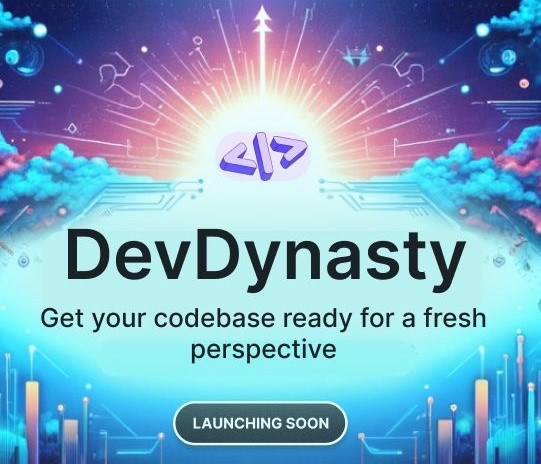 </>
DevDynasty
Get your codebase ready for a fresh
perspective
LAUNCHING SOON